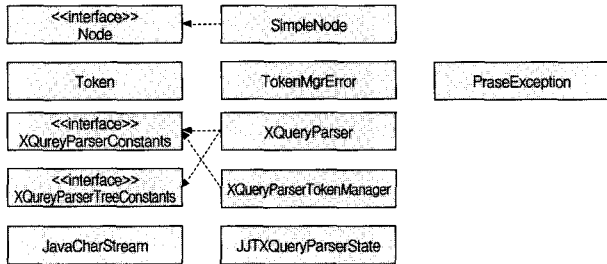 <<interface>>
Node
SimpleNode
Token
TokenMgrError
PraseException
<<interface>>
XQureyParserConstants
XQueryParser
<<interface>>
XQureyParserTreeConstants
XQueryParserTokenManager
JavaCharStream
JJTXQueryParserState